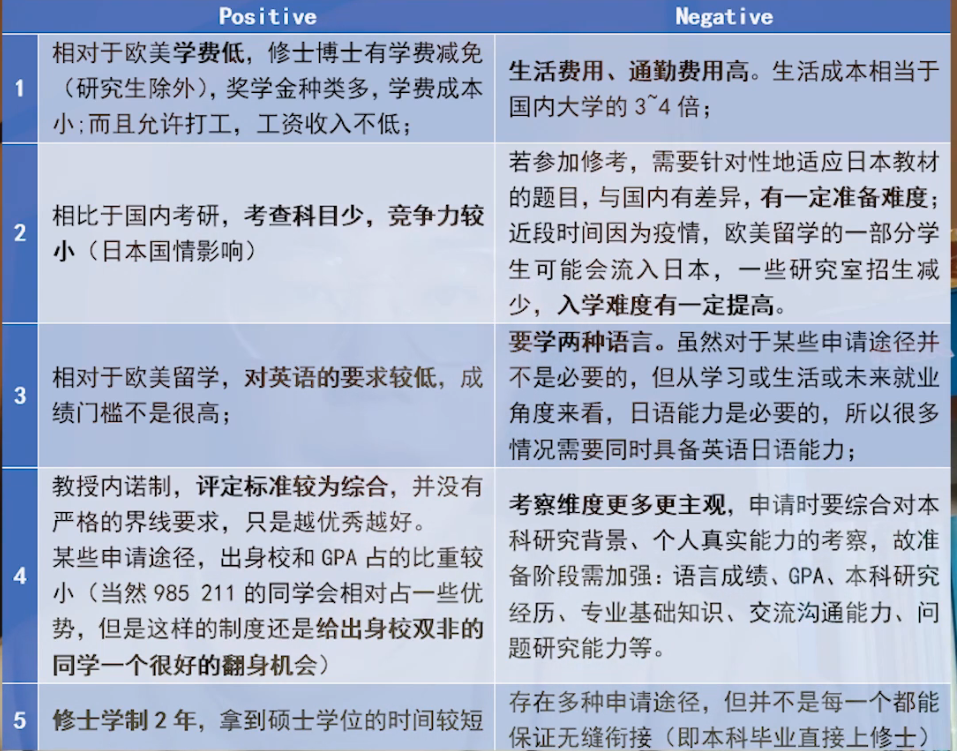 Positive
Negative
1
相对于欧美学费低，修士博士有学费减免
（研究生除外），奖学金种类多，学费成本
小；而且允许打工，工资收入不低；
生活费用、通勤费用高。生活成本相当于
国内大学的 3~4 倍；
2
相比于国内考研，考查科目少，竞争力较
小（日本国情影响）
若参加修考，需要针对性地适应日本教材
的题目，与国内有差异，有一定准备难度；
近段时间因为疫情，欧美留学的一部分学
生可能会流入日本，一些研究室招生减
少，入学难度有一定提高。
3
相对于欧美留学，对英语的要求较低，成
绩门槛不是很高；
要学两种语言。虽然对于某些申请途径并
不是必要的，但从学习或生活或未来就业
角度来看，日语能力是必要的，所以很多
情况需要同时具备英语日语能力；
4
教授内诺制，评定标准较为综合，并没有
严格的界线要求，只是越优秀越好。
某些申请途径，出身校和 GPA 占的比重较
小（当然 985 211 的同学会相对占一些优
势，但是这样的制度还是给出身校双非的
同学一个很好的翻身机会）
考察维度更多更主观，申请时要综合对本
科研究背景、个人真实能力的考察，故准
备阶段需加强：语言成绩、GPA、本科研究
经历、专业基础知识、交流沟通能力、问
题研究能力等。
5
修士学制 2 年，拿到硕士学位的时间较短
存在多种申请途径，但并不是每一个都能
保证无缝衔接（即本科毕业直接上修士）